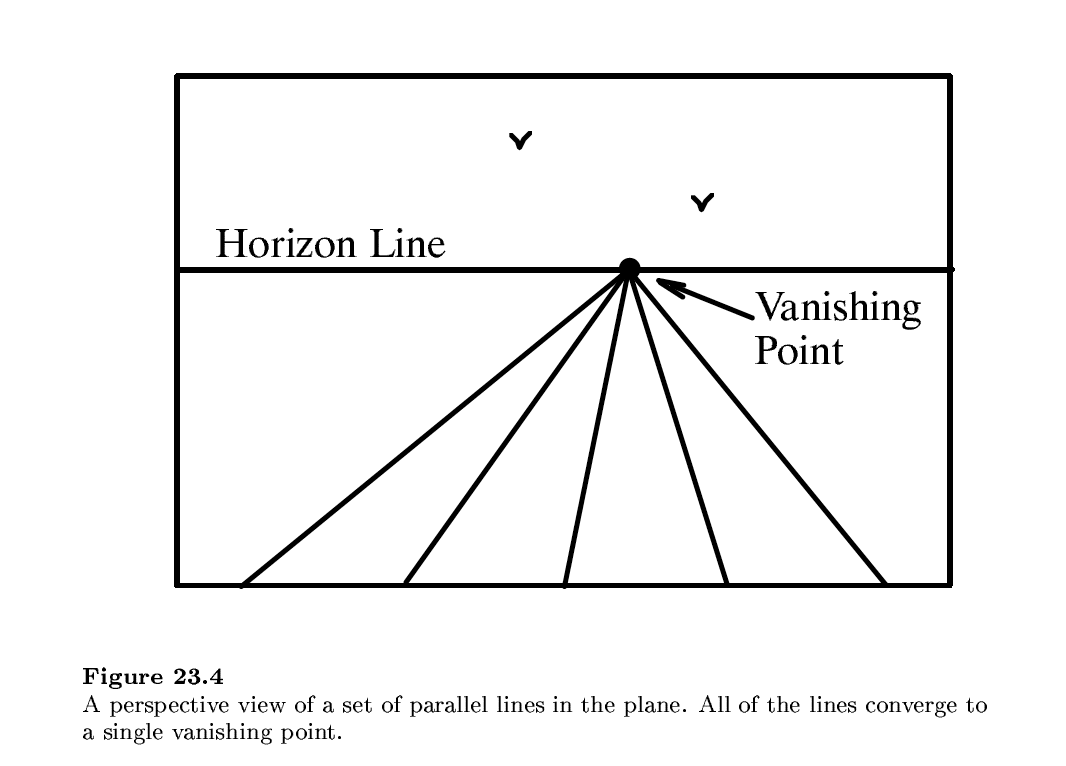 Horizon Line
Vanishing
Point
Figure 23.4
A perspective view of a set of parallel lines in the plane. All of the lines converge to
a single vanishing point.